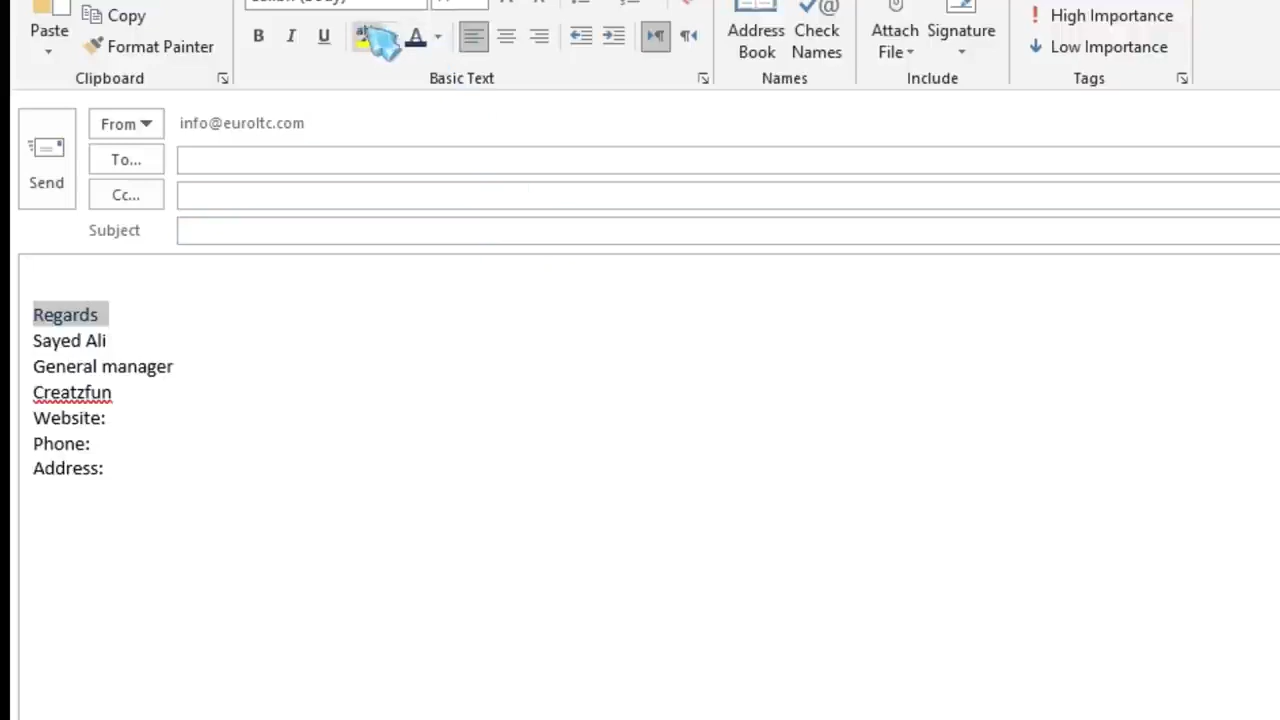 Paste
Copy
Format Painter
Clipboard
B I U
A
Basic Text
Address Book
Check Names
Names
Attach File
Signature
Include
High Importance
Low Importance
Tags
Send
From
info@euroltc.com
To...
Cc...
Subject
Regards
Sayed Ali
General manager
Creatzfun
Website:
Phone:
Address: